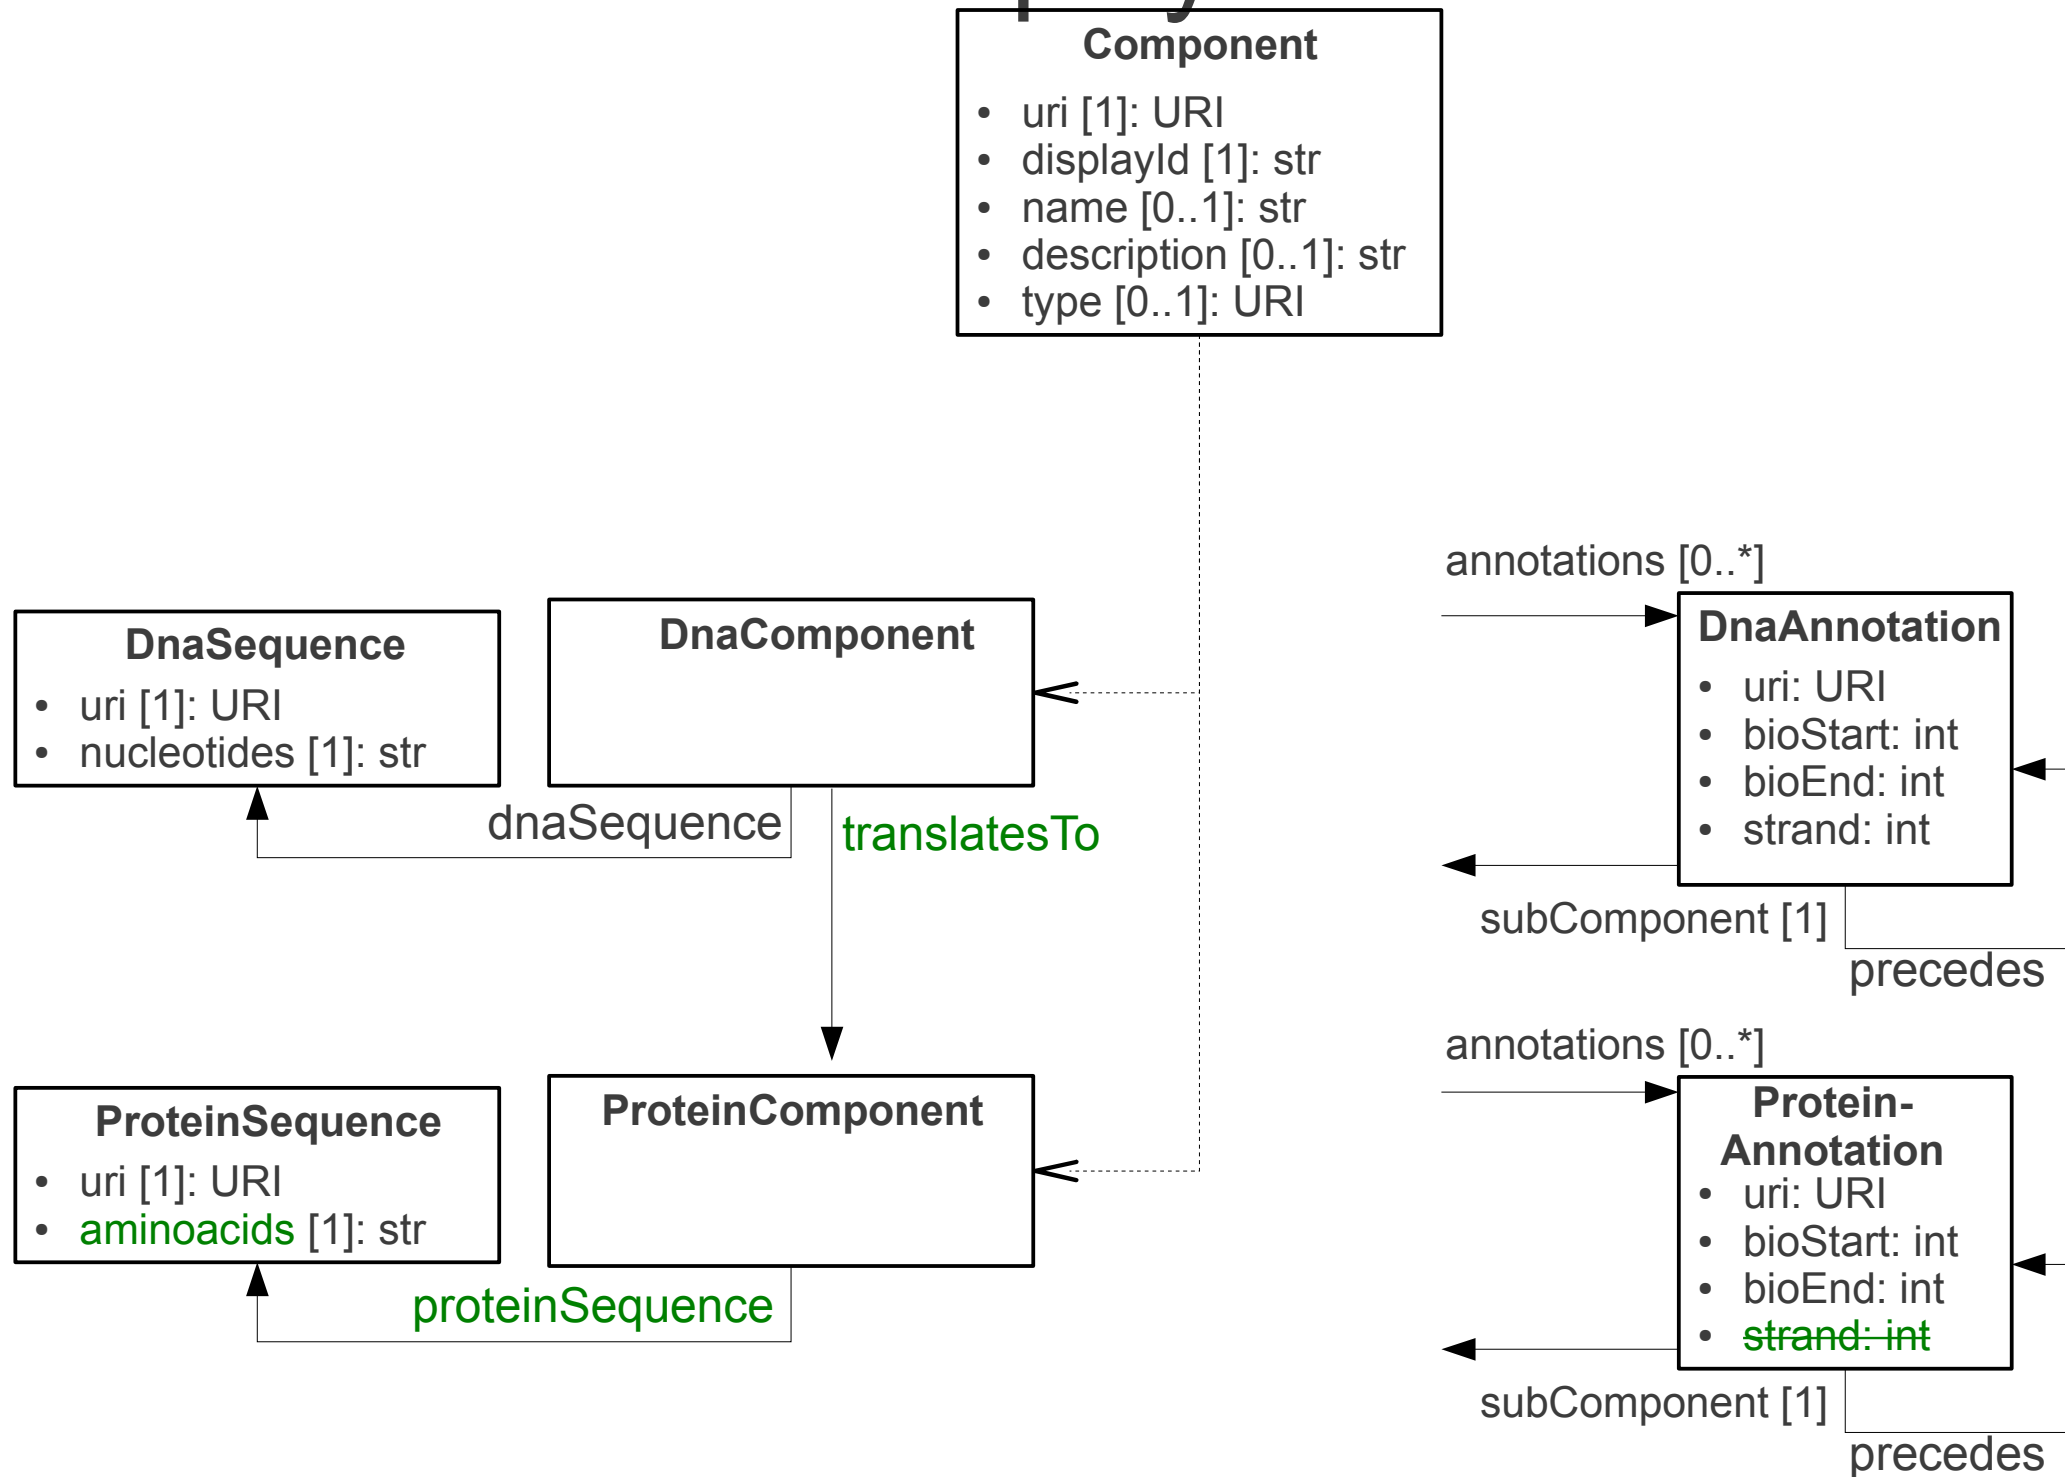 Component
• uri [1]: URI
• displayId [1]: str
• name [0..1]: str
• description [0..1]: str
• type [0..1]: URI
DnaSequence
• uri [1]: URI
• nucleotides [1]: str
DnaComponent
dnaSequence
translatesTo
annotations [0..*]
DnaAnnotation
• uri: URI
• bioStart: int
• bioEnd: int
• strand: int
subComponent [1]
precedes
ProteinSequence
• uri [1]: URI
• aminoacids [1]: str
ProteinComponent
proteinSequence
annotations [0..*]
Protein-
Annotation
• uri: URI
• bioStart: int
• bioEnd: int
• strand: int
subComponent [1]
precedes